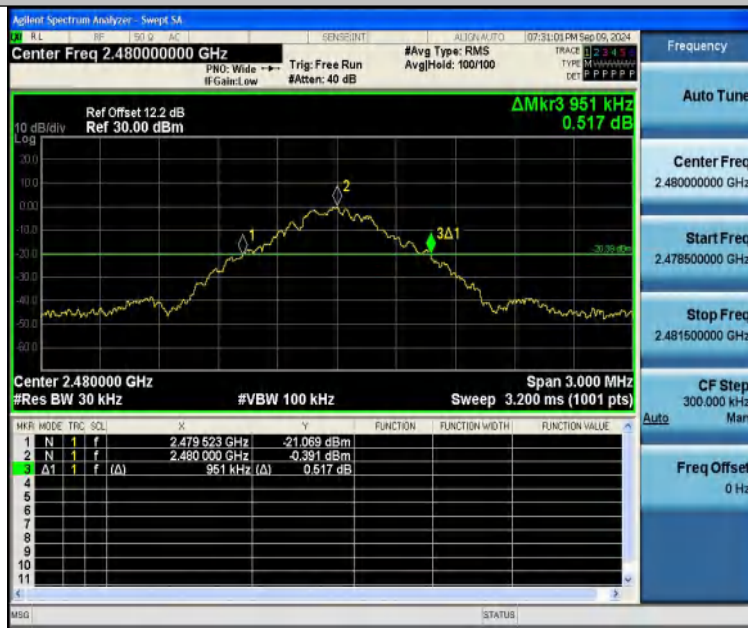 Agilent Spectrum Analyzer - Swept SA
RL RF 50 Ω AC SENSE:INT ALIGN AUTO 07:31:01 PM Sep 09, 2024
Center Freq 2.480000000 GHz
PNO: Wide
IFGain:Low
Trig: Free Run
#Atten: 40 dB
#Avg Type: RMS
Avg|Hold: 100/100
TRACE 1 2 3 4 5 6
TYPE M W W W W W
DET P P P P P P
ΔMkr3 951 kHz
0.517 dB
Ref Offset 12.2 dB
10 dB/div Ref 30.00 dBm
Log
20.0
10.0
0.00
-10.0
-20.0
-30.0
-40.0
-50.0
-60.0
1
2
3Δ1
-20.39 dBm
Center 2.480000 GHz Span 3.000 MHz
#Res BW 30 kHz #VBW 100 kHz Sweep 3.200 ms (1001 pts)
MKR MODE TRC SCL X Y FUNCTION FUNCTION WIDTH FUNCTION VALUE
1 N 1 f 2.479 523 GHz -21.069 dBm
2 N 1 f 2.480 000 GHz -0.391 dBm
3 Δ1 1 f (Δ) 951 kHz (Δ) 0.517 dB
4
5
6
7
8
9
10
11
MSG STATUS
Frequency
Auto Tune
Center Freq
2.480000000 GHz
Start Freq
2.478500000 GHz
Stop Freq
2.481500000 GHz
CF Step
300.000 kHz
Auto Man
Freq Offset
0 Hz